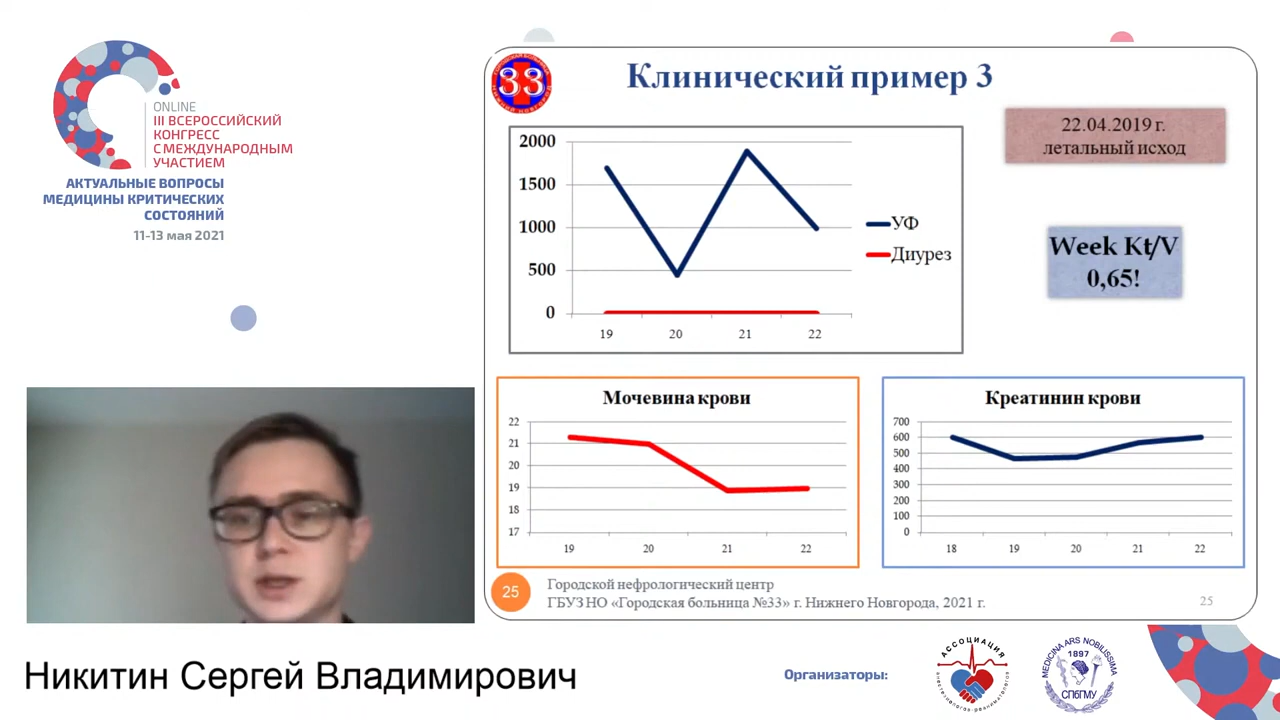 ONLINE
III ВСЕРОССИЙСКИЙ
КОНГРЕСС
С МЕЖДУНАРОДНЫМ
УЧАСТИЕМ
АКТУАЛЬНЫЕ ВОПРОСЫ
МЕДИЦИНЫ КРИТИЧЕСКИХ
СОСТОЯНИЙ
11-13 мая 2021
33
Клинический пример 3
2000
1500
1000
500
0
19 20 21 22
УФ
Диурез
22.04.2019 г.
летальный исход
Week Kt/V
0,65!
Мочевина крови
22
21
20
19
18
17
19 20 21 22
Креатинин крови
700
600
500
400
300
200
100
0
18 19 20 21 22
25
Городской нефрологический центр
ГБУЗ НО «Городская больница №33» г. Нижнего Новгорода, 2021 г.
25
Никитин Сергей Владимирович
Организаторы:
АССОЦИАЦИЯ
анестезиологов-реаниматологов
MEDICINA ARS NOBILISSIMA
1897
СПбГМУ